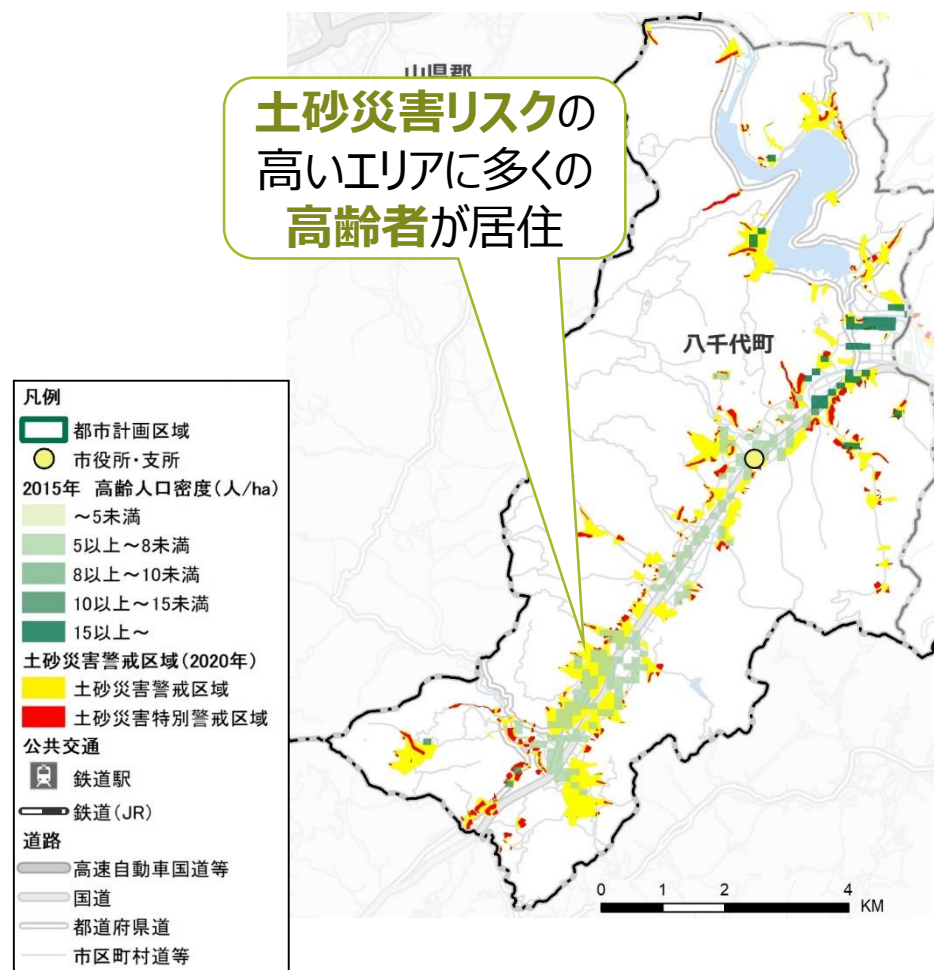 山県郡
土砂災害リスクの
高いエリアに多くの
高齢者が居住
八千代町
凡例
都市計画区域
市役所・支所
2015年 高齢人口密度(人/ha)
～5未満
5以上～8未満
8以上～10未満
10以上～15未満
15以上～
土砂災害警戒区域(2020年)
土砂災害警戒区域
土砂災害特別警戒区域
公共交通
鉄道駅
鉄道(JR)
道路
高速自動車国道等
国道
都道府県道
市区町村道等
0 1 2 4
KM